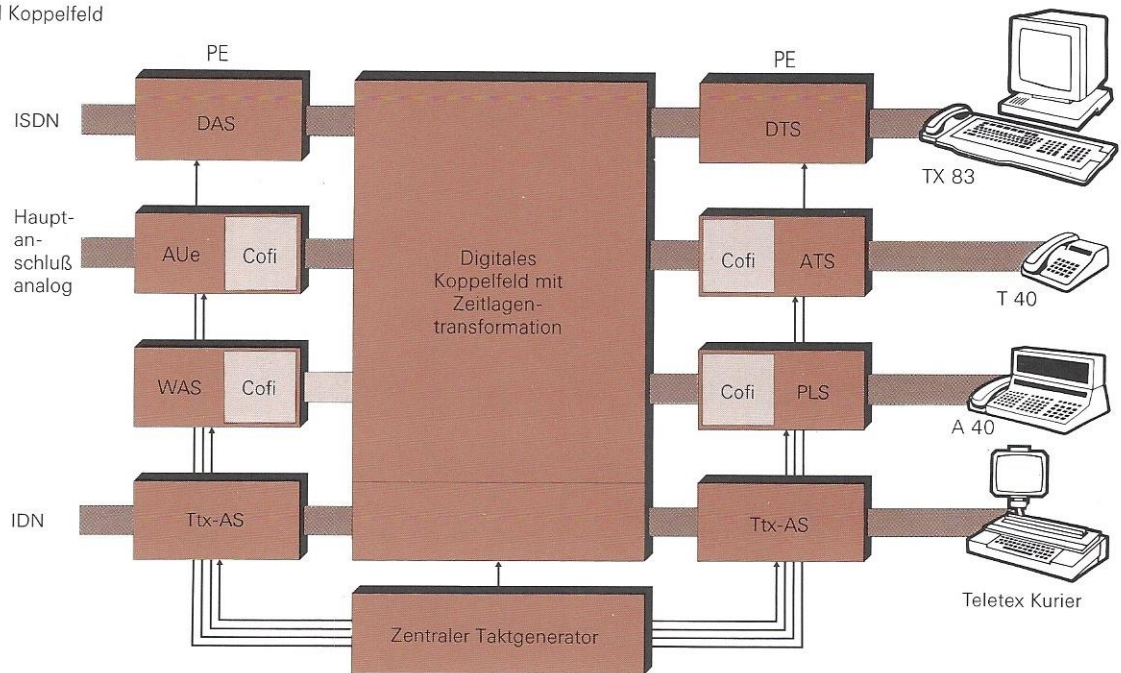 l Koppelfeld
PE
PE
ISDN
DAS
DTS
TX 83
Haupt-
an-
schluß
analog
AUe
Cofi
Digitales
Koppelfeld mit
Zeitlagen-
transformation
Cofi
ATS
T 40
WAS
Cofi
Cofi
PLS
A 40
IDN
Ttx-AS
Ttx-AS
Teletex Kurier
Zentraler Taktgenerator